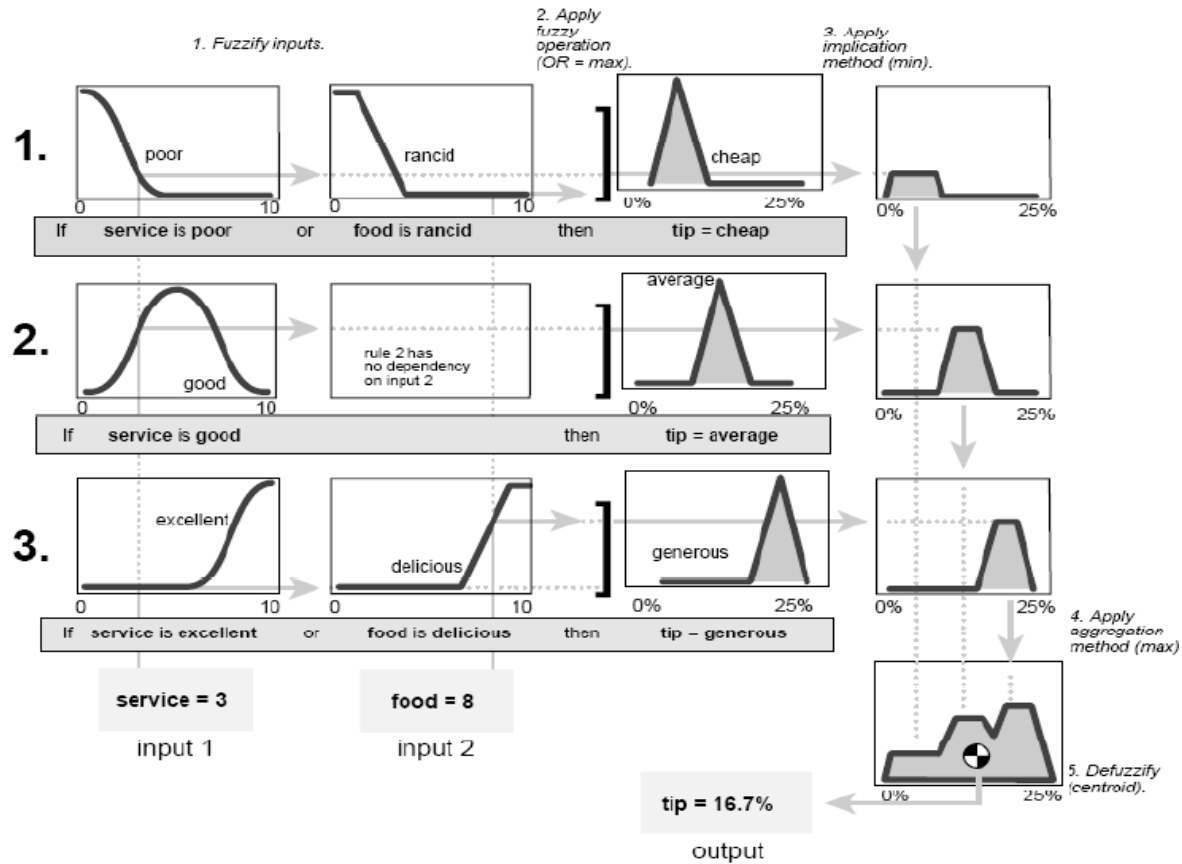 1. Fuzzify inputs.
2. Apply
fuzzy
operation
(OR = max).
3. Apply
implication
method (min).
1.
poor
rancid
cheap
0
10
0
10
0%
25%
0%
25%
If service is poor or food is rancid then tip = cheap
2.
good
rule 2 has
no dependency
on input 2
average
0
10
0%
25%
0%
25%
If service is good then tip = average
3.
excellent
delicious
generous
0
10
0
10
0%
25%
0%
25%
If service is excellent or food is delicious then tip = generous
4. Apply
aggregation
method (max)
service = 3
food = 8
input 1
input 2
0%
25%
5. Defuzzify
(centroid).
tip = 16.7%
output